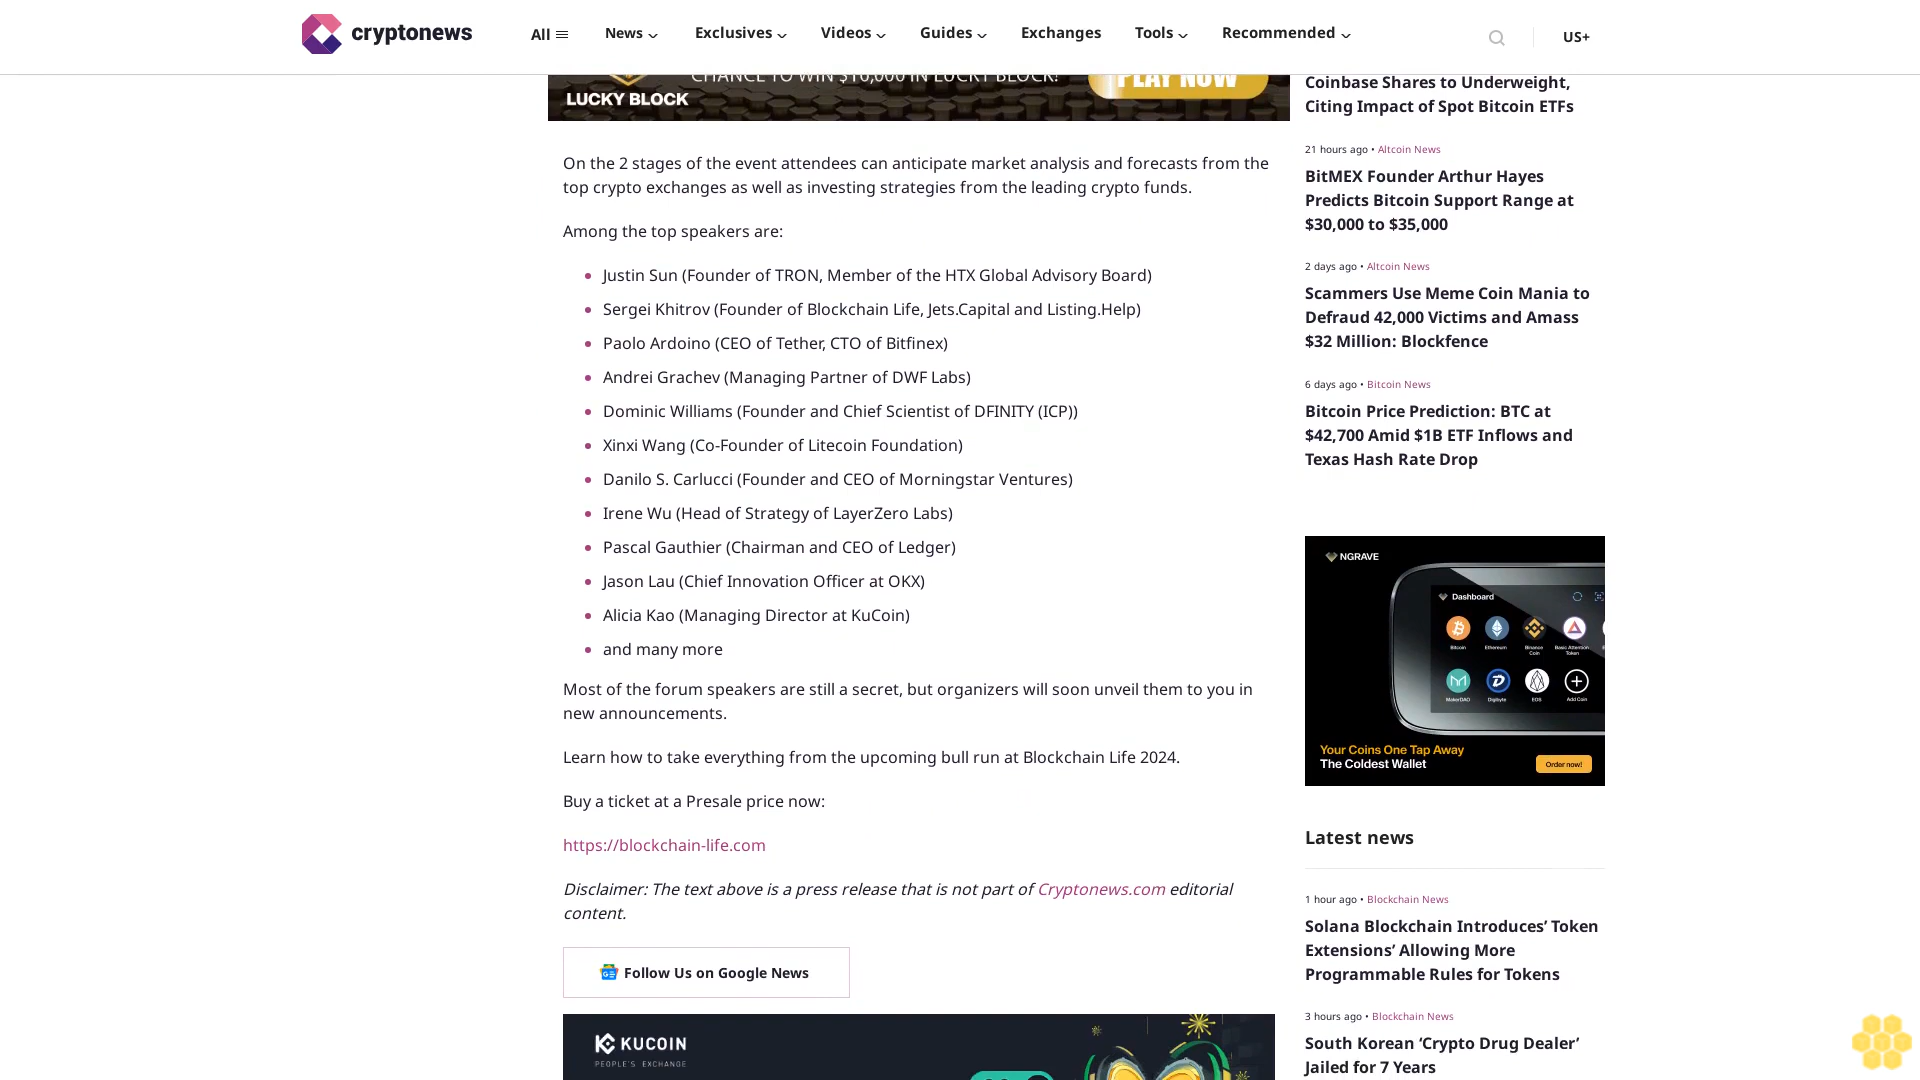 cryptonews
All
News
Exclusives
Videos
Guides
Exchanges
Tools
Recommended
US+
CHANCE TO WIN $16,000 IN LUCKY BLOCK!
PLAY NOW
LUCKY BLOCK
On the 2 stages of the event attendees can anticipate market analysis and forecasts from the
top crypto exchanges as well as investing strategies from the leading crypto funds.
Among the top speakers are:
Justin Sun (Founder of TRON, Member of the HTX Global Advisory Board)
Sergei Khitrov (Founder of Blockchain Life, Jets.Capital and Listing.Help)
Paolo Ardoino (CEO of Tether, CTO of Bitfinex)
Andrei Grachev (Managing Partner of DWF Labs)
Dominic Williams (Founder and Chief Scientist of DFINITY (ICP))
Xinxi Wang (Co-Founder of Litecoin Foundation)
Danilo S. Carlucci (Founder and CEO of Morningstar Ventures)
Irene Wu (Head of Strategy of LayerZero Labs)
Pascal Gauthier (Chairman and CEO of Ledger)
Jason Lau (Chief Innovation Officer at OKX)
Alicia Kao (Managing Director at KuCoin)
and many more
Most of the forum speakers are still a secret, but organizers will soon unveil them to you in
new announcements.
Learn how to take everything from the upcoming bull run at Blockchain Life 2024.
Buy a ticket at a Presale price now:
https://blockchain-life.com
Disclaimer: The text above is a press release that is not part of Cryptonews.com editorial
content.
Follow Us on Google News
KUCOIN
PEOPLE'S EXCHANGE
Coinbase Shares to Underweight,
Citing Impact of Spot Bitcoin ETFs
21 hours ago • Altcoin News
BitMEX Founder Arthur Hayes
Predicts Bitcoin Support Range at
$30,000 to $35,000
2 days ago • Altcoin News
Scammers Use Meme Coin Mania to
Defraud 42,000 Victims and Amass
$32 Million: Blockfence
6 days ago • Bitcoin News
Bitcoin Price Prediction: BTC at
$42,700 Amid $1B ETF Inflows and
Texas Hash Rate Drop
NGRAVE
Dashboard
Bitcoin
Ethereum
Binance Coin
Basic Attention Token
MakerDAO
Digibyte
EOS
Add Coin
Your Coins One Tap Away
The Coldest Wallet
Order now!
Latest news
1 hour ago • Blockchain News
Solana Blockchain Introduces’ Token
Extensions’ Allowing More
Programmable Rules for Tokens
3 hours ago • Blockchain News
South Korean ‘Crypto Drug Dealer’
Jailed for 7 Years